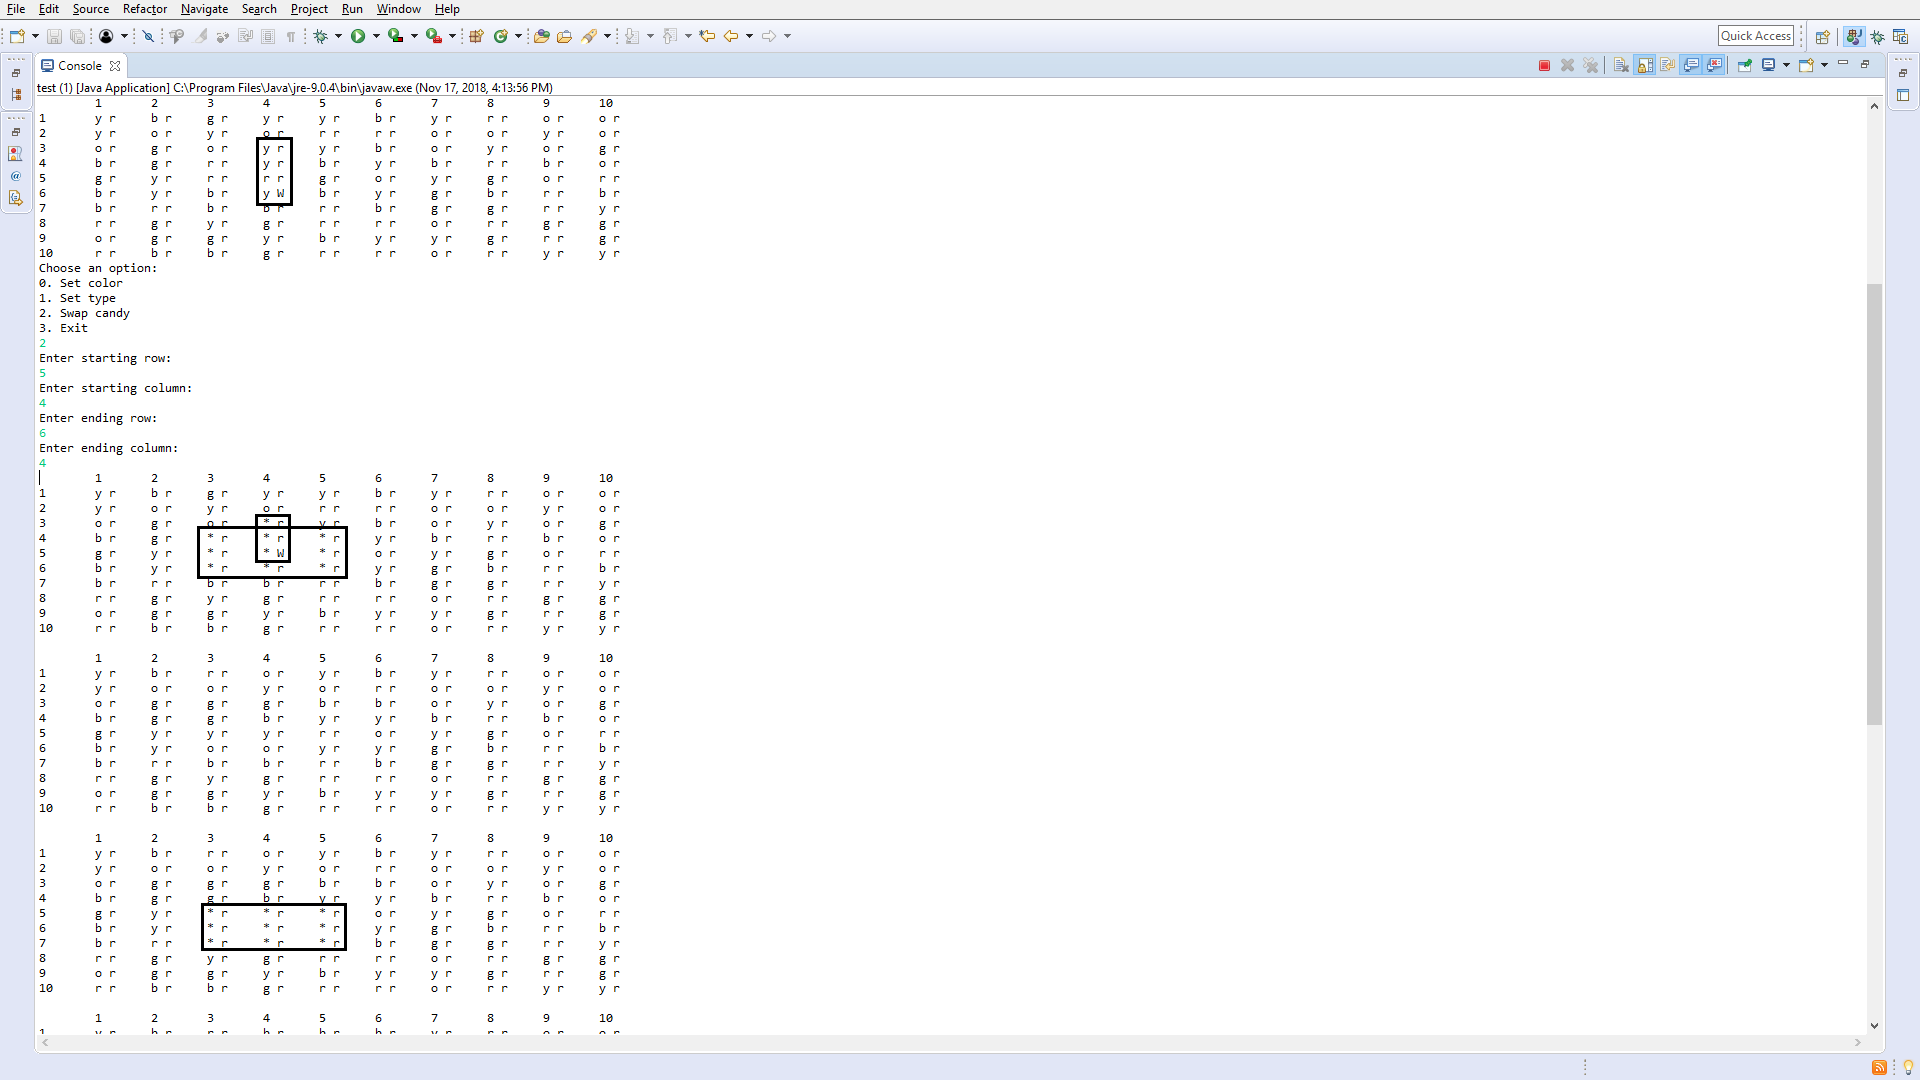 File Edit Source Refactor Navigate Search Project Run Window Help
Quick Access
Console
test (1) [Java Application] C:\Program Files\Java\jre-9.0.4\bin\javaw.exe (Nov 17, 2018, 4:13:56 PM)
1 2 3 4 5 6 7 8 9 10
1 y r b r g r y r y r b r y r r r o r o r
2 y r o r y r o r r r r r o r o r y r o r
3 o r g r o r y r y r b r o r y r o r g r
4 b r g r r r y r b r y r b r r r b r o r
5 g r y r r r r r g r o r y r g r o r r r
6 b r y r b r y W b r y r g r b r r r b r
7 b r r r b r b r r r b r g r g r r r y r
8 r r g r y r g r r r r r o r r r g r g r
9 o r g r g r y r b r y r y r g r r r g r
10 r r b r b r g r r r r r o r r r y r y r
Choose an option:
0. Set color
1. Set type
2. Swap candy
3. Exit
2
Enter starting row:
5
Enter starting column:
4
Enter ending row:
6
Enter ending column:
4
1 2 3 4 5 6 7 8 9 10
1 y r b r g r y r y r b r y r r r o r o r
2 y r o r y r o r r r r r o r o r y r o r
3 o r g r o r * r y r b r o r y r o r g r
4 b r g r * r * r * r y r b r r r b r o r
5 g r y r * r * W * r o r y r g r o r r r
6 b r y r * r * r * r y r g r b r r r b r
7 b r r r b r b r r r b r g r g r r r y r
8 r r g r y r g r r r r r o r r r g r g r
9 o r g r g r y r b r y r y r g r r r g r
10 r r b r b r g r r r r r o r r r y r y r
1 2 3 4 5 6 7 8 9 10
1 y r b r r r o r y r b r y r r r o r o r
2 y r o r o r y r o r r r o r o r y r o r
3 o r g r g r g r b r b r o r y r o r g r
4 b r g r g r b r y r y r b r r r b r o r
5 g r y r y r y r r r o r y r g r o r r r
6 b r y r o r o r y r y r g r b r r r b r
7 b r r r b r b r r r b r g r g r r r y r
8 r r g r y r g r r r r r o r r r g r g r
9 o r g r g r y r b r y r y r g r r r g r
10 r r b r b r g r r r r r o r r r y r y r
1 2 3 4 5 6 7 8 9 10
1 y r b r r r o r y r b r y r r r o r o r
2 y r o r o r y r o r r r o r o r y r o r
3 o r g r g r g r b r b r o r y r o r g r
4 b r g r g r b r y r y r b r r r b r o r
5 g r y r * r * r * r o r y r g r o r r r
6 b r y r * r * r * r y r g r b r r r b r
7 b r r r * r * r * r b r g r g r r r y r
8 r r g r y r g r r r r r o r r r g r g r
9 o r g r g r y r b r y r y r g r r r g r
10 r r b r b r g r r r r r o r r r y r y r
1 2 3 4 5 6 7 8 9 10
1 y r b r r r b r b r b r y r r r o r o r